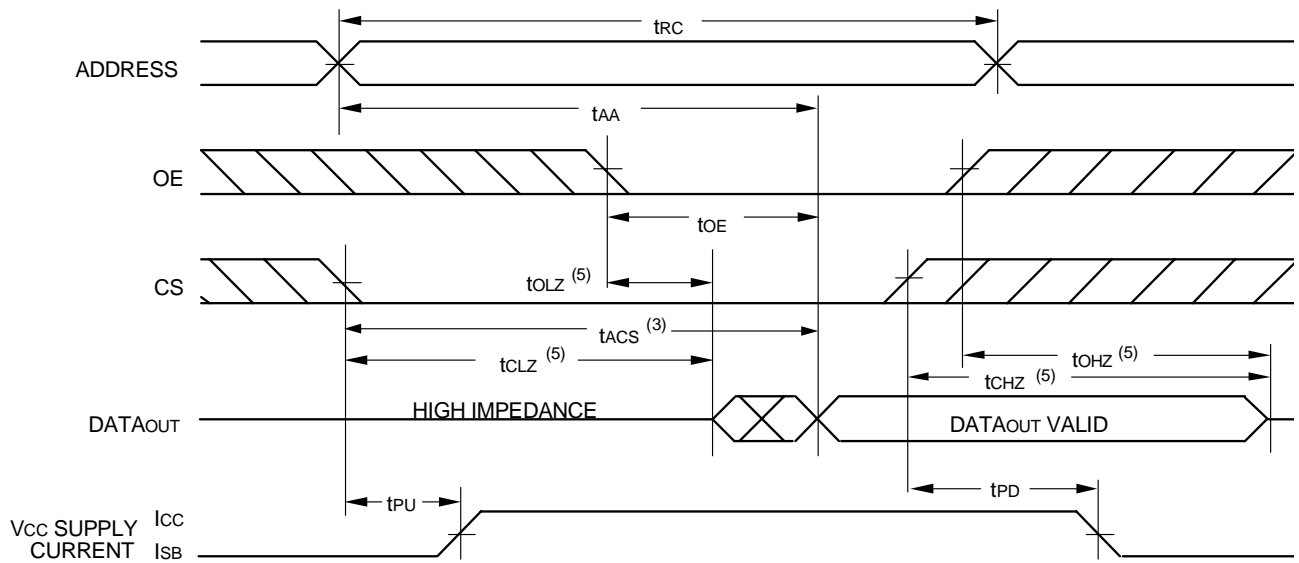 tRC
ADDRESS
tAA
OE
tOE
CS
tOLZ (5)
tACS (3)
tCLZ (5)
tOHZ (5)
tCHZ (5)
HIGH IMPEDANCE
DATAOUT
DATAOUT VALID
tPU
tPD
VCC SUPPLY ICC
CURRENT ISB